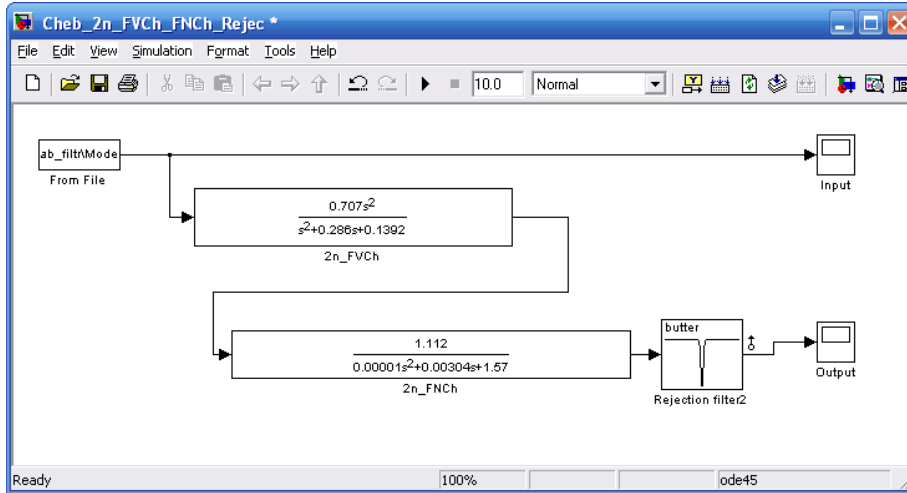 Cheb_2n_FVCh_FNCh_Rejec *
File Edit View Simulation Format Tools Help
10.0 Normal
ab_filtr\Mode
From File
Input
0.707s2
s2+0.286s+0.1392
2n_FVCh
1.112
0.00001s2+0.00304s+1.57
2n_FNCh
butter
Rejection filter2
Output
Ready 100% ode45